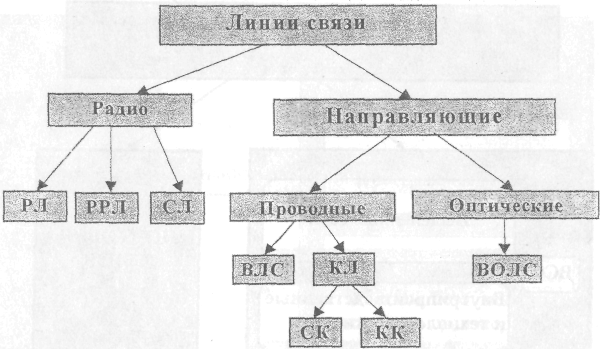 Линии связи
Радио
Направляющие
РЛ
РРЛ
СЛ
Проводные
Оптические
ВЛС
КЛ
ВОЛС
СК
КК